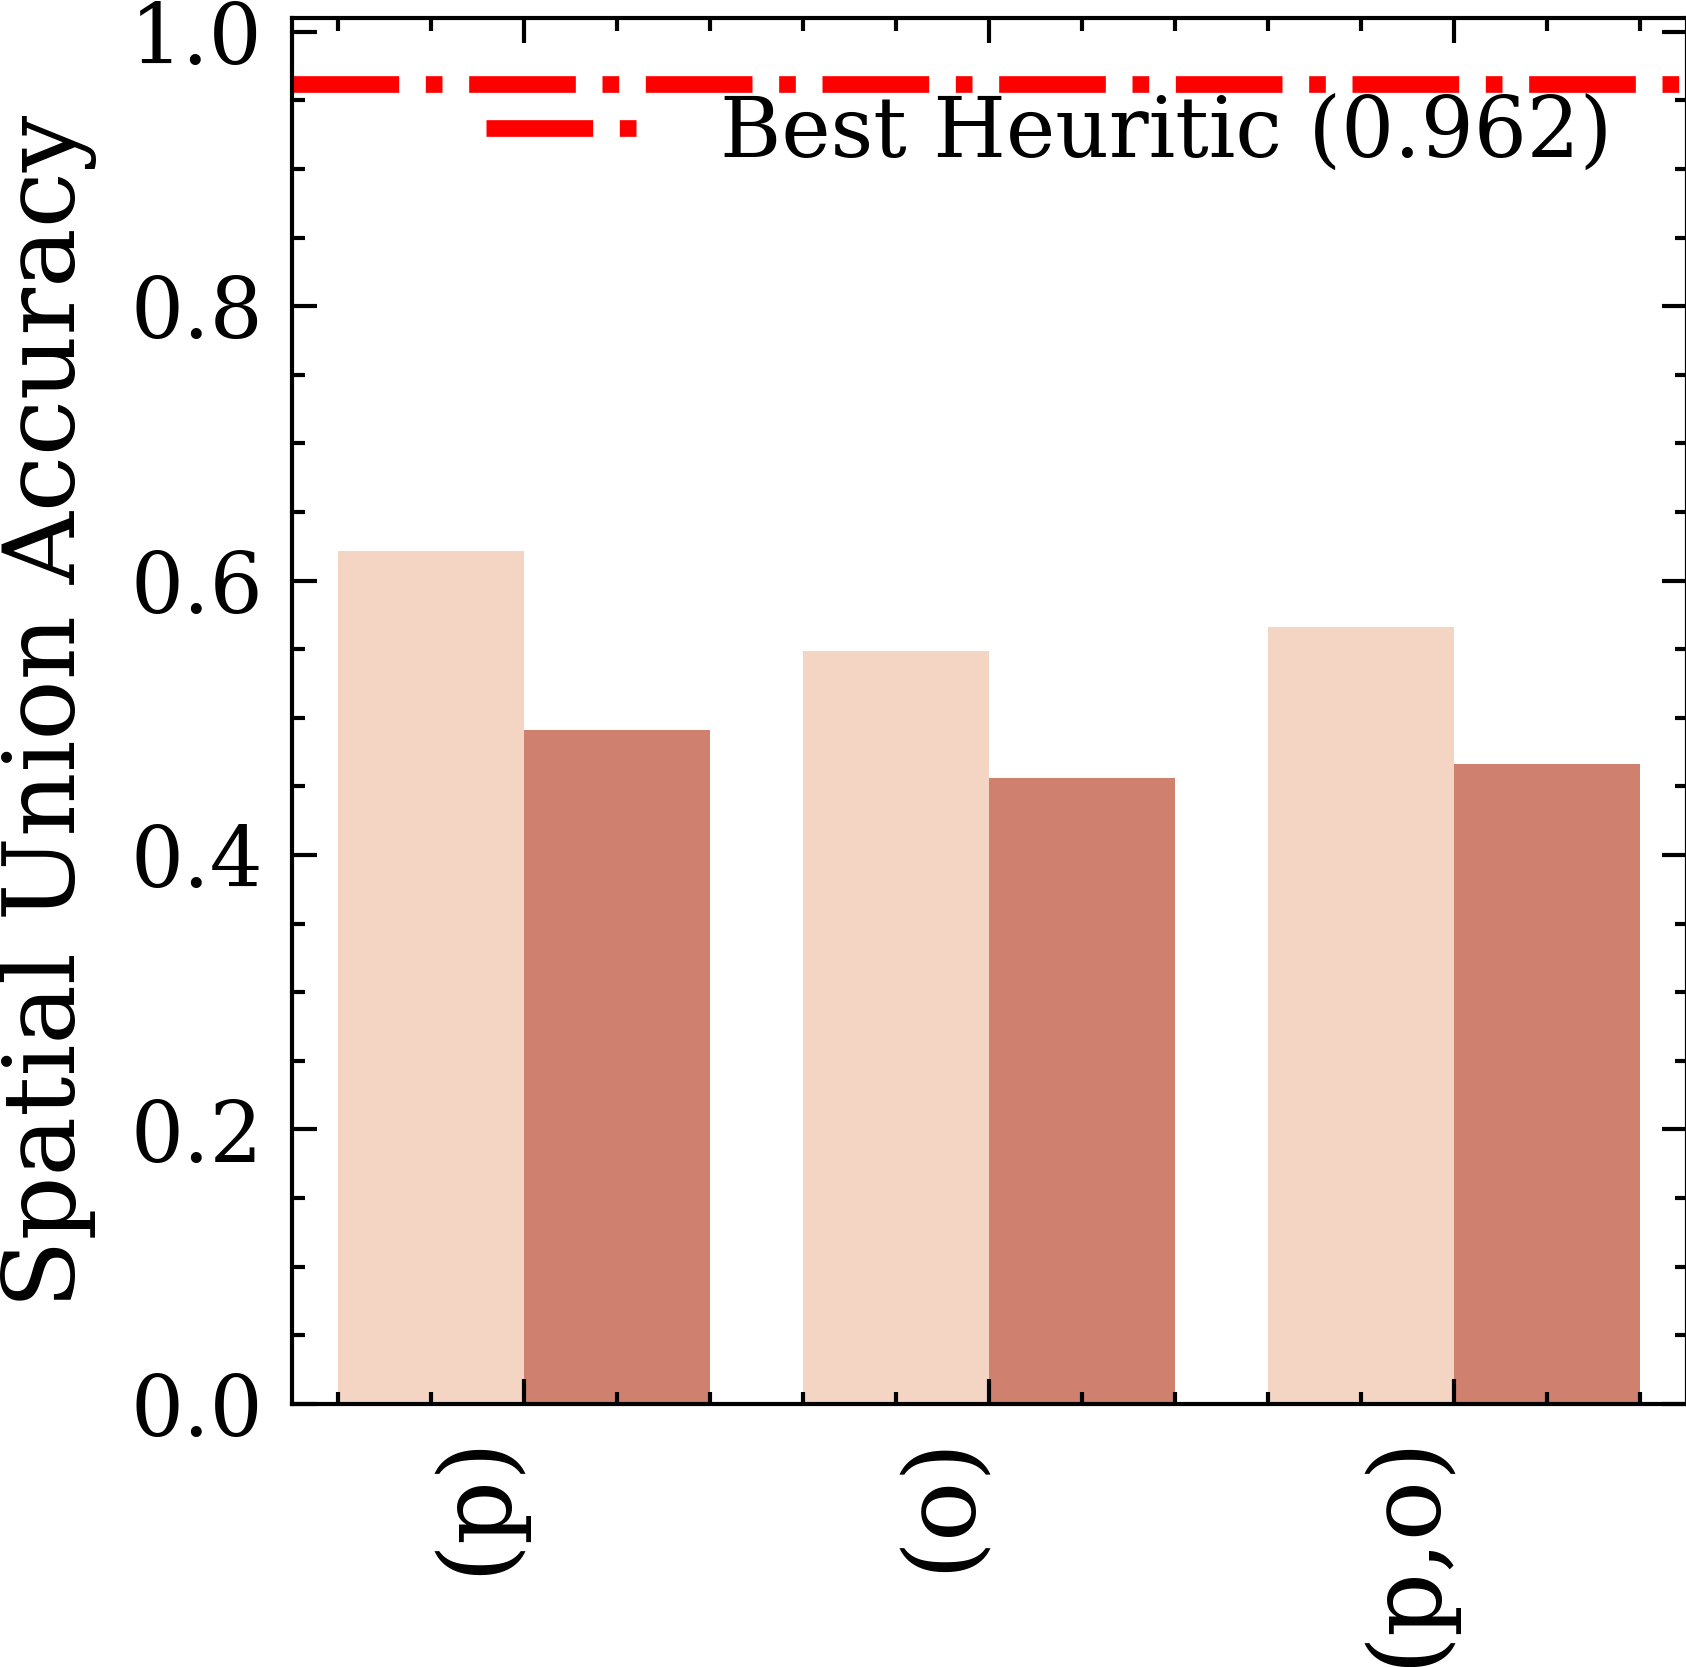 Spatial Union Accuracy
1.0
0.8
0.6
0.4
0.2
0.0
Best Heuritic (0.962)
(p)
(o)
(p,o)